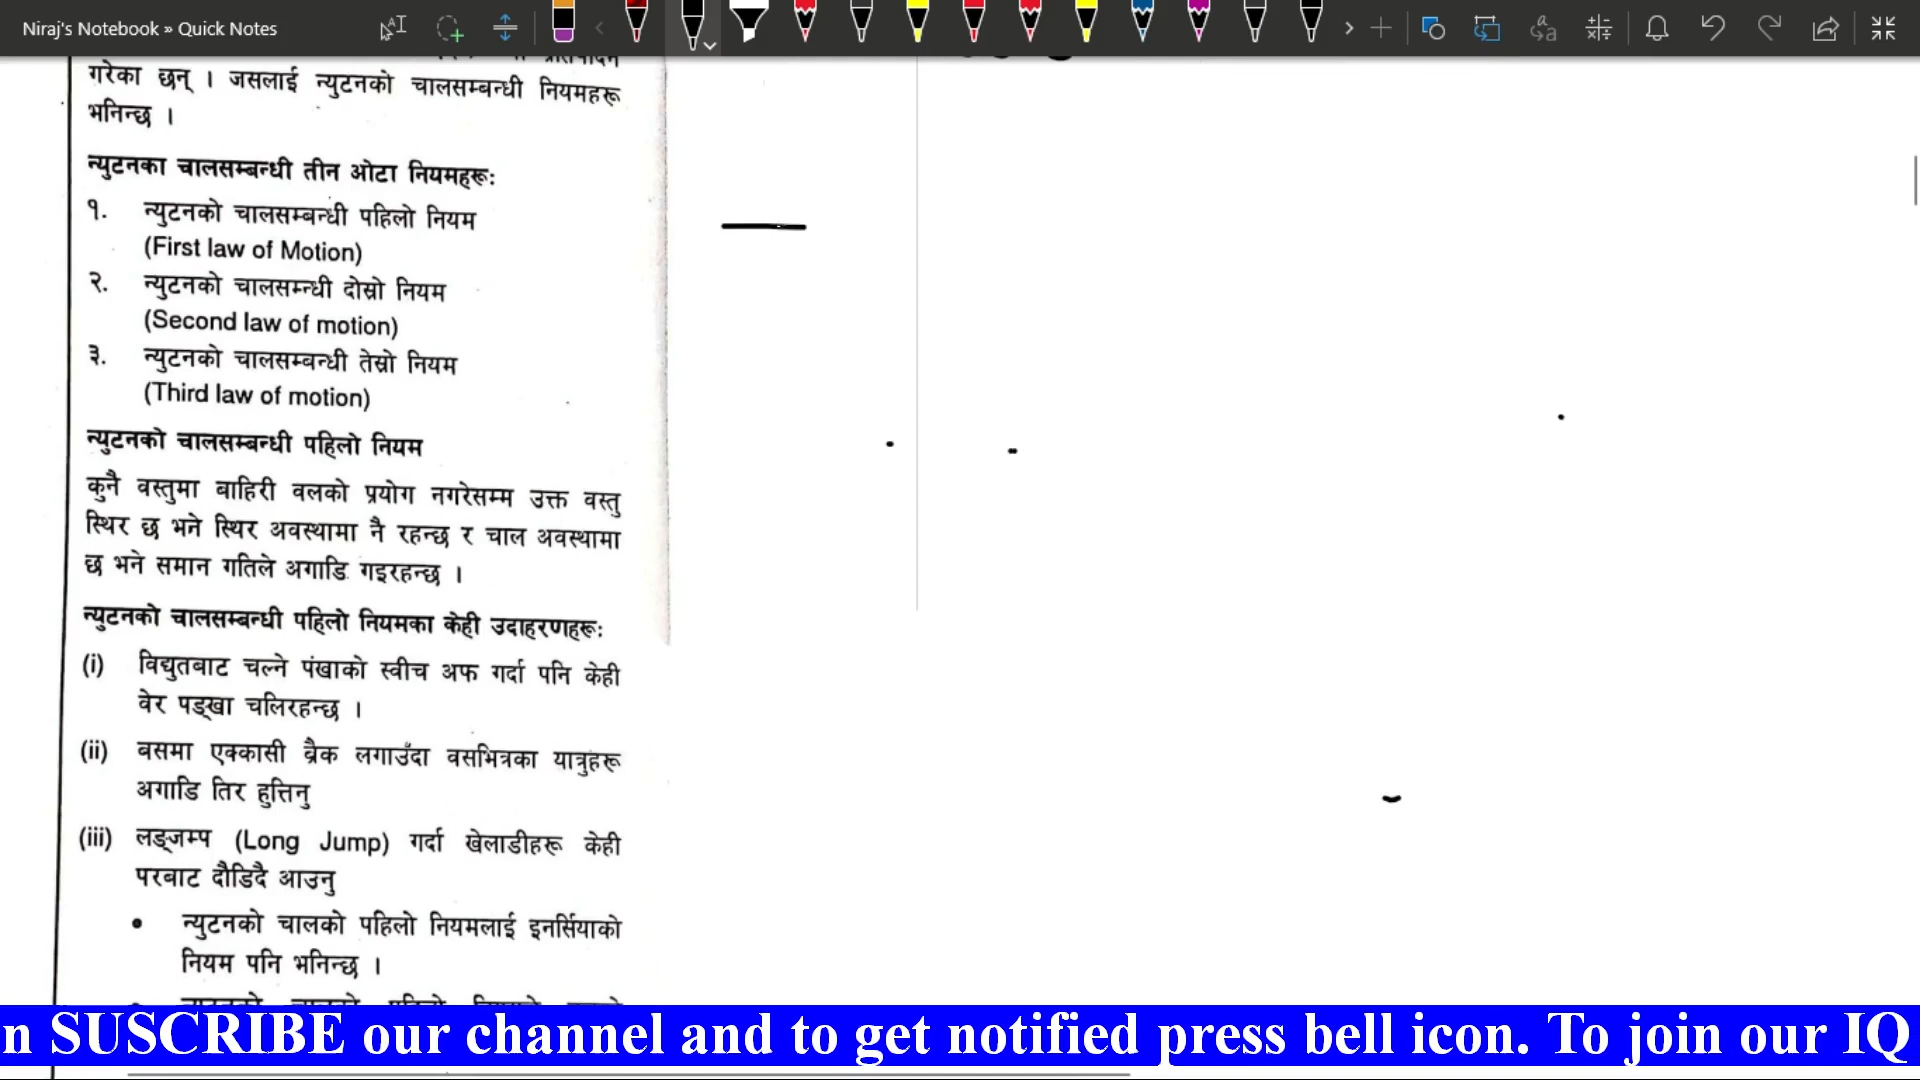 Niraj's Notebook » Quick Notes
गरेका छन् । जसलाई न्युटनको चालसम्बन्धी नियमहरू
भनिन्छ ।
न्युटनका चालसम्बन्धी तीन ओटा नियमहरू:
१. न्युटनको चालसम्बन्धी पहिलो नियम
(First law of Motion)
२. न्युटनको चालसम्न्धी दोस्रो नियम
(Second law of motion)
३. न्युटनको चालसम्बन्धी तेस्रो नियम
(Third law of motion)
न्युटनको चालसम्बन्धी पहिलो नियम
कुनै वस्तुमा बाहिरी वलको प्रयोग नगरेसम्म उक्त वस्तु
स्थिर छ भने स्थिर अवस्थामा नै रहन्छ र चाल अवस्थामा
छ भने समान गतिले अगाडि गइरहन्छ ।
न्युटनको चालसम्बन्धी पहिलो नियमका केही उदाहरणहरू:
(i) विद्युतबाट चल्ने पंखाको स्वीच अफ गर्दा पनि केही
वेर पङ्खा चलिरहन्छ ।
(ii) बसमा एक्कासी ब्रैक लगाउँदा वसभित्रका यात्रुहरू
अगाडि तिर हुत्तिनु
(iii) लङ्जम्प (Long Jump) गर्दा खेलाडीहरू केही
परबाट दौडिदै आउनु
• न्युटनको चालको पहिलो नियमलाई इनर्सियाको
नियम पनि भनिन्छ ।
n SUSCRIBE our channel and to get notified press bell icon. To join our IQ